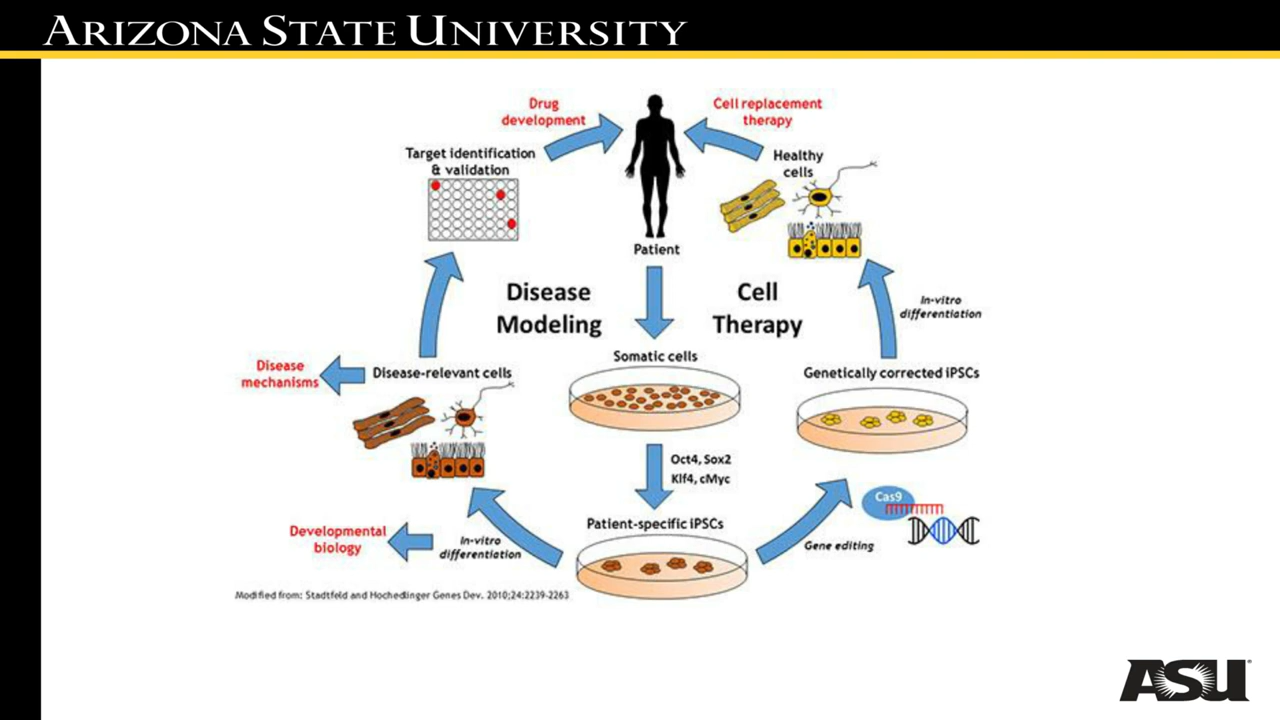 ARIZONA STATE UNIVERSITY
Drug
development
Cell replacement
therapy
Target identification
& validation
Healthy
cells
Patient
Disease
Modeling
Cell
Therapy
In-vitro
differentiation
Somatic cells
Disease
mechanisms
Disease-relevant cells
Genetically corrected iPSCs
Oct4, Sox2
Klf4, cMyc
Cas9
Patient-specific iPSCs
Developmental
biology
In-vitro
differentiation
Gene editing
Modified from: Stadtfeld and Hochedlinger Genes Dev. 2010;24:2239-2263
ASU